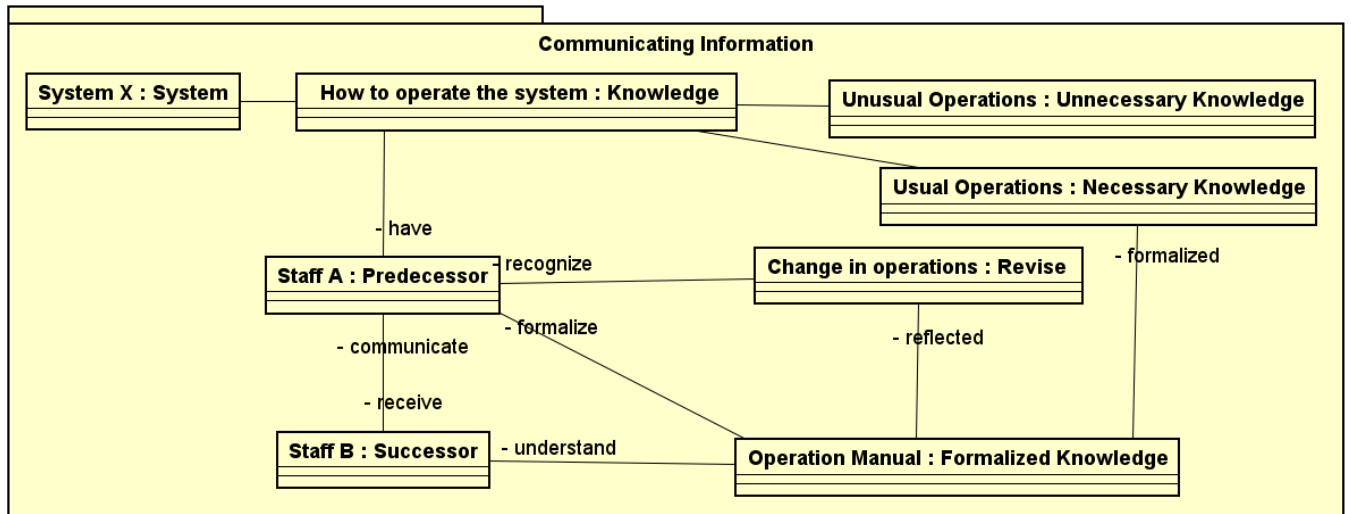 Communicating Information
System X : System
How to operate the system : Knowledge
Unusual Operations : Unnecessary Knowledge
Usual Operations : Necessary Knowledge
- have
- formalized
Staff A : Predecessor
- recognize
Change in operations : Revise
- formalize
- reflected
- communicate
- receive
Staff B : Successor
- understand
Operation Manual : Formalized Knowledge